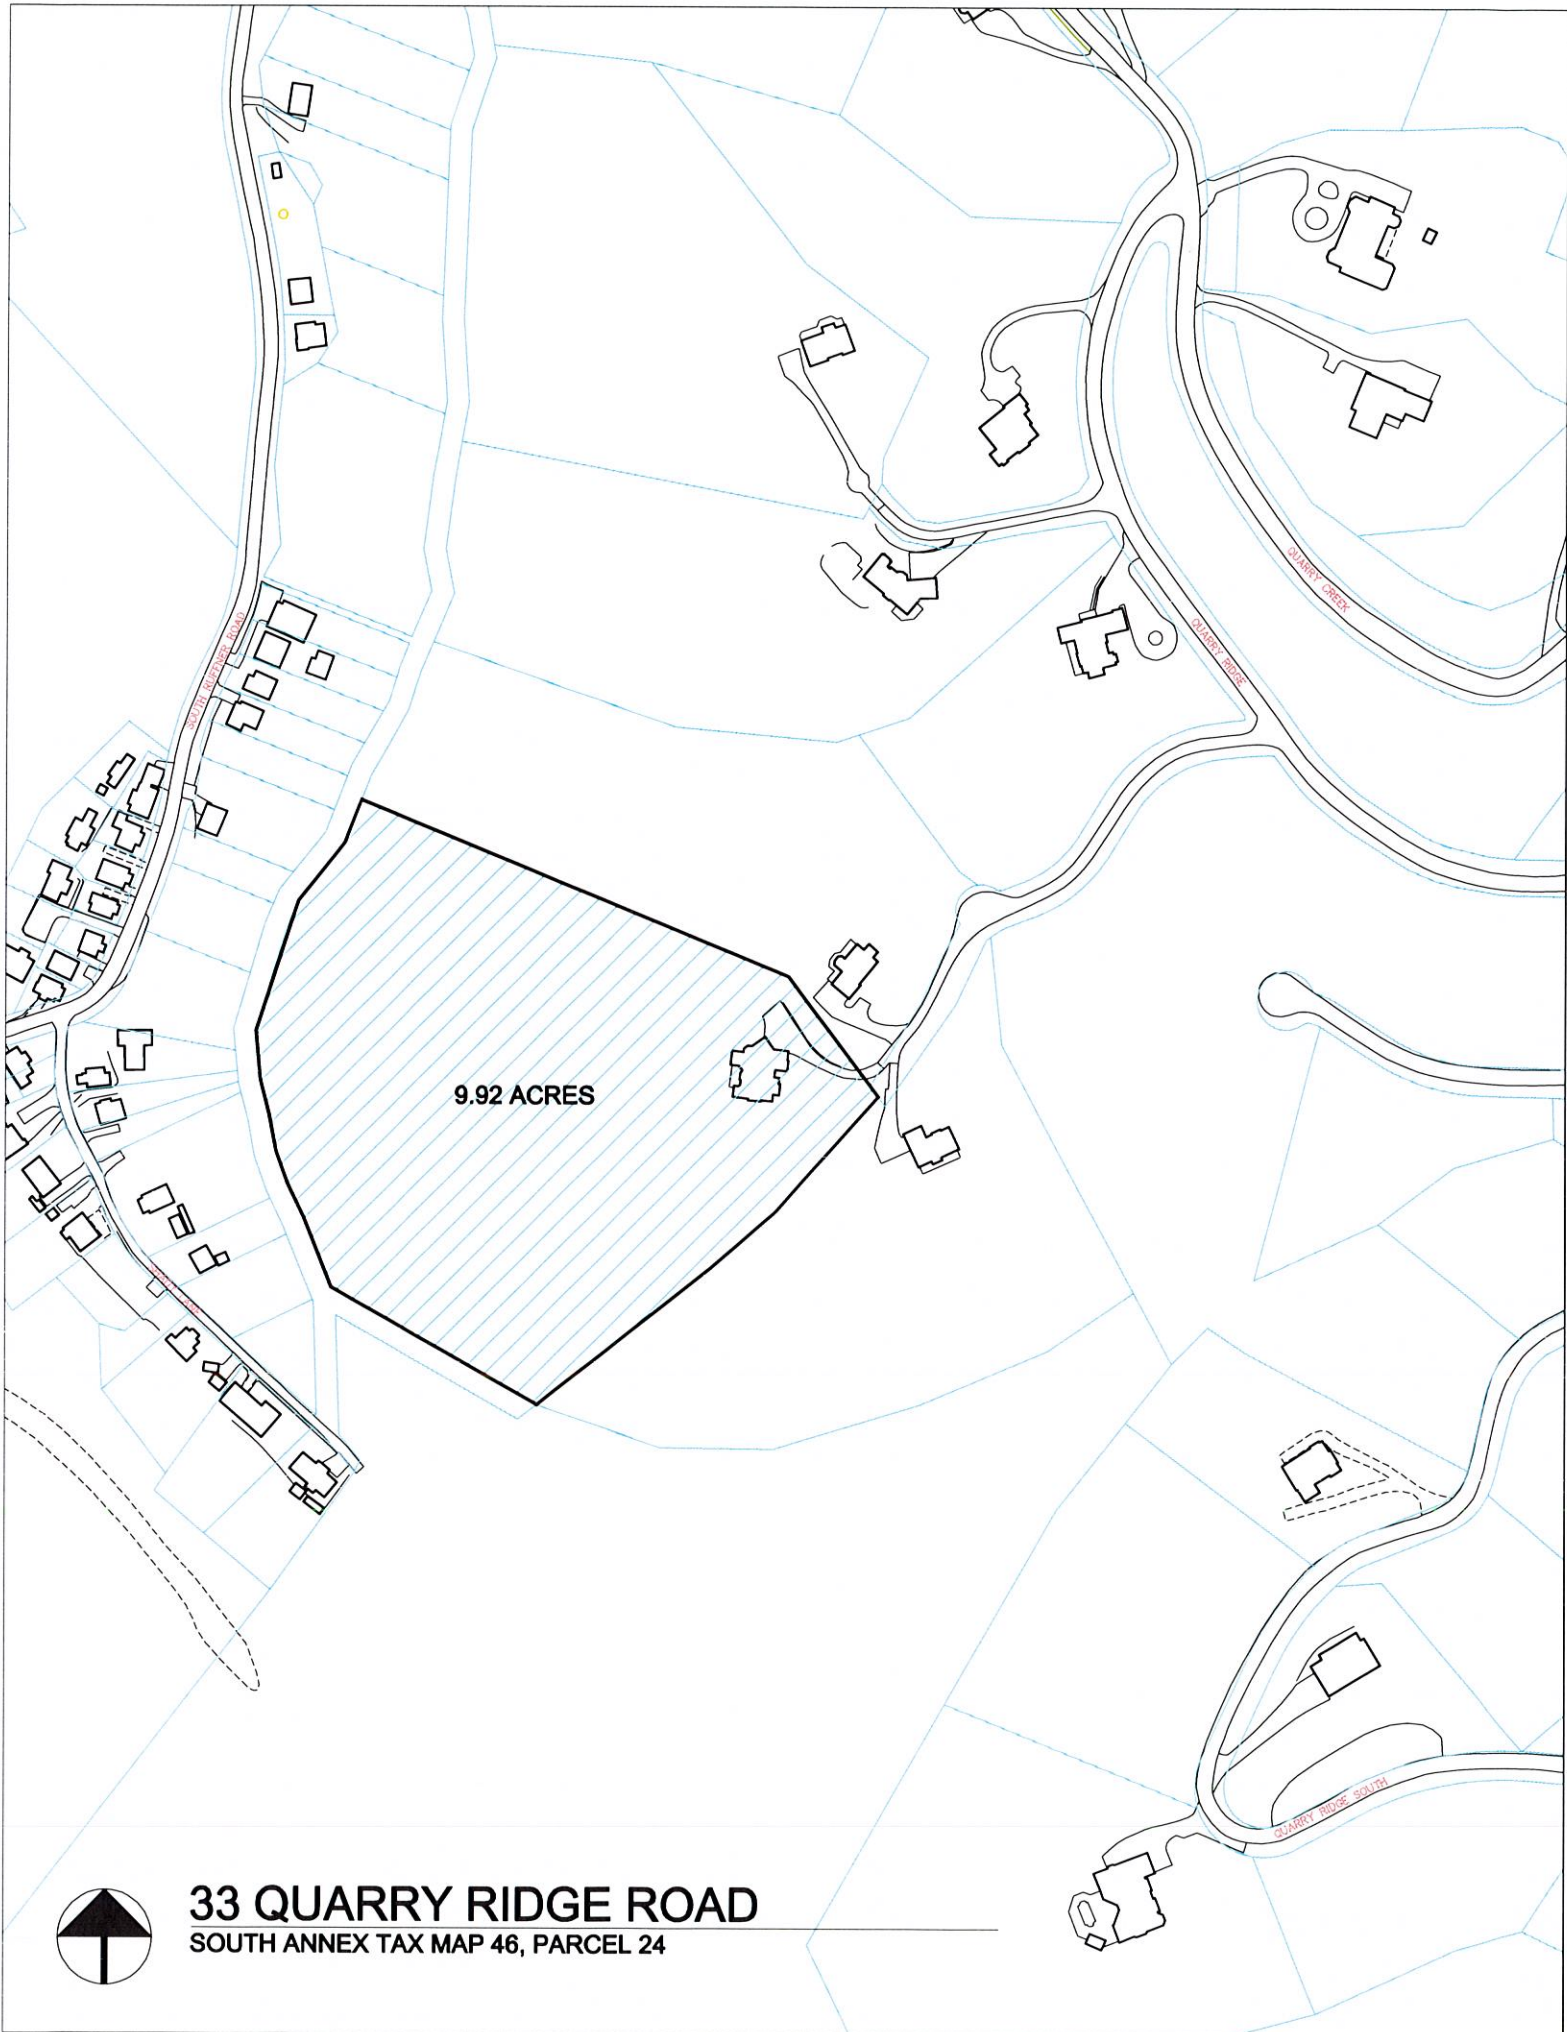 QUARRY CREEK
QUARRY RIDGE
SOUTH RUFFNER ROAD
9.92 ACRES
QUARRY RIDGE SOUTH
33 QUARRY RIDGE ROAD
SOUTH ANNEX TAX MAP 46, PARCEL 24